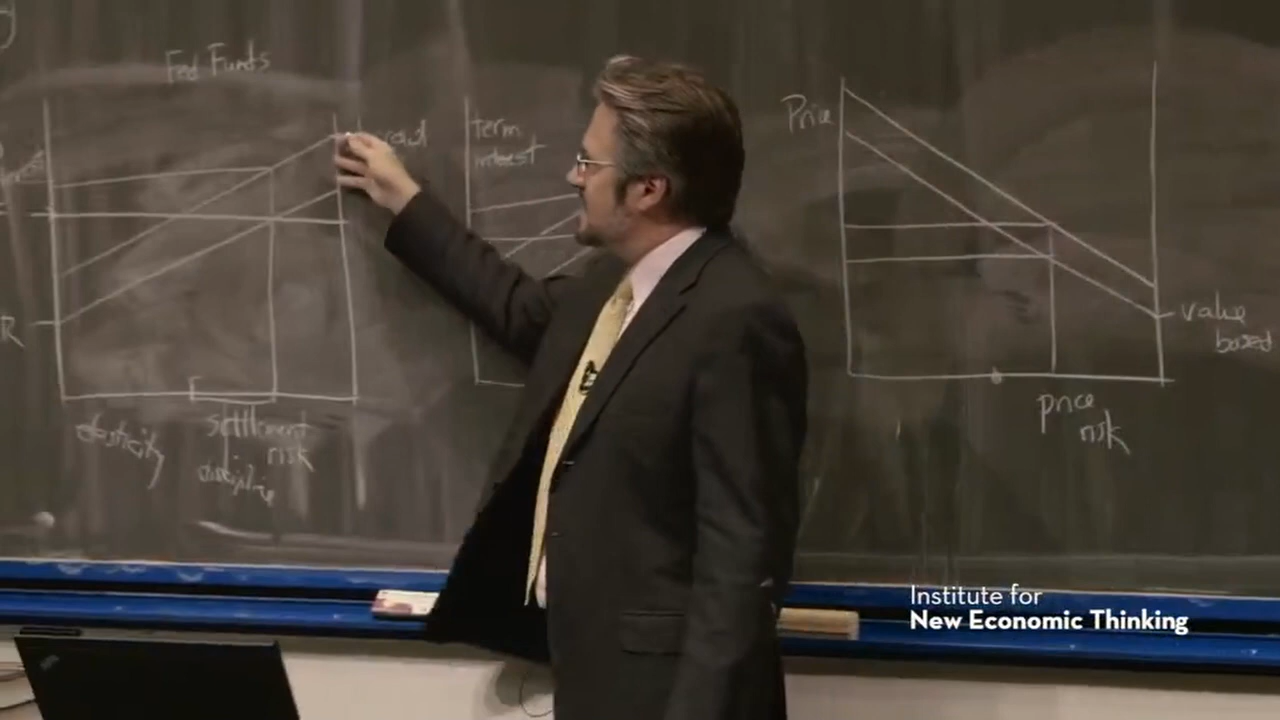 Fed Funds
term
interest
Price
R
value
based
elasticity
settlement
risk
discipline
price
risk
Institute for
New Economic Thinking